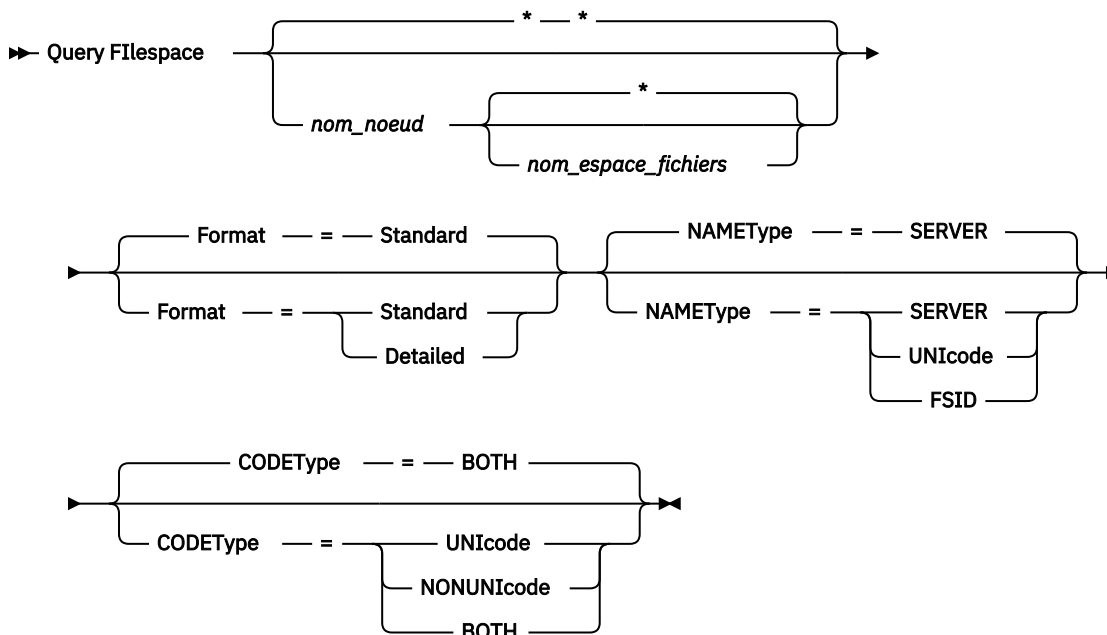 * *
Query FIlespace
*
nom_noeud
nom_espace_fichiers
Format = Standard NAMEType = SERVER
Format = Standard NAMEType = SERVER
Detailed UNIcode
FSID
CODEType = BOTH
CODEType = UNIcode
NONUNIcode
BOTH